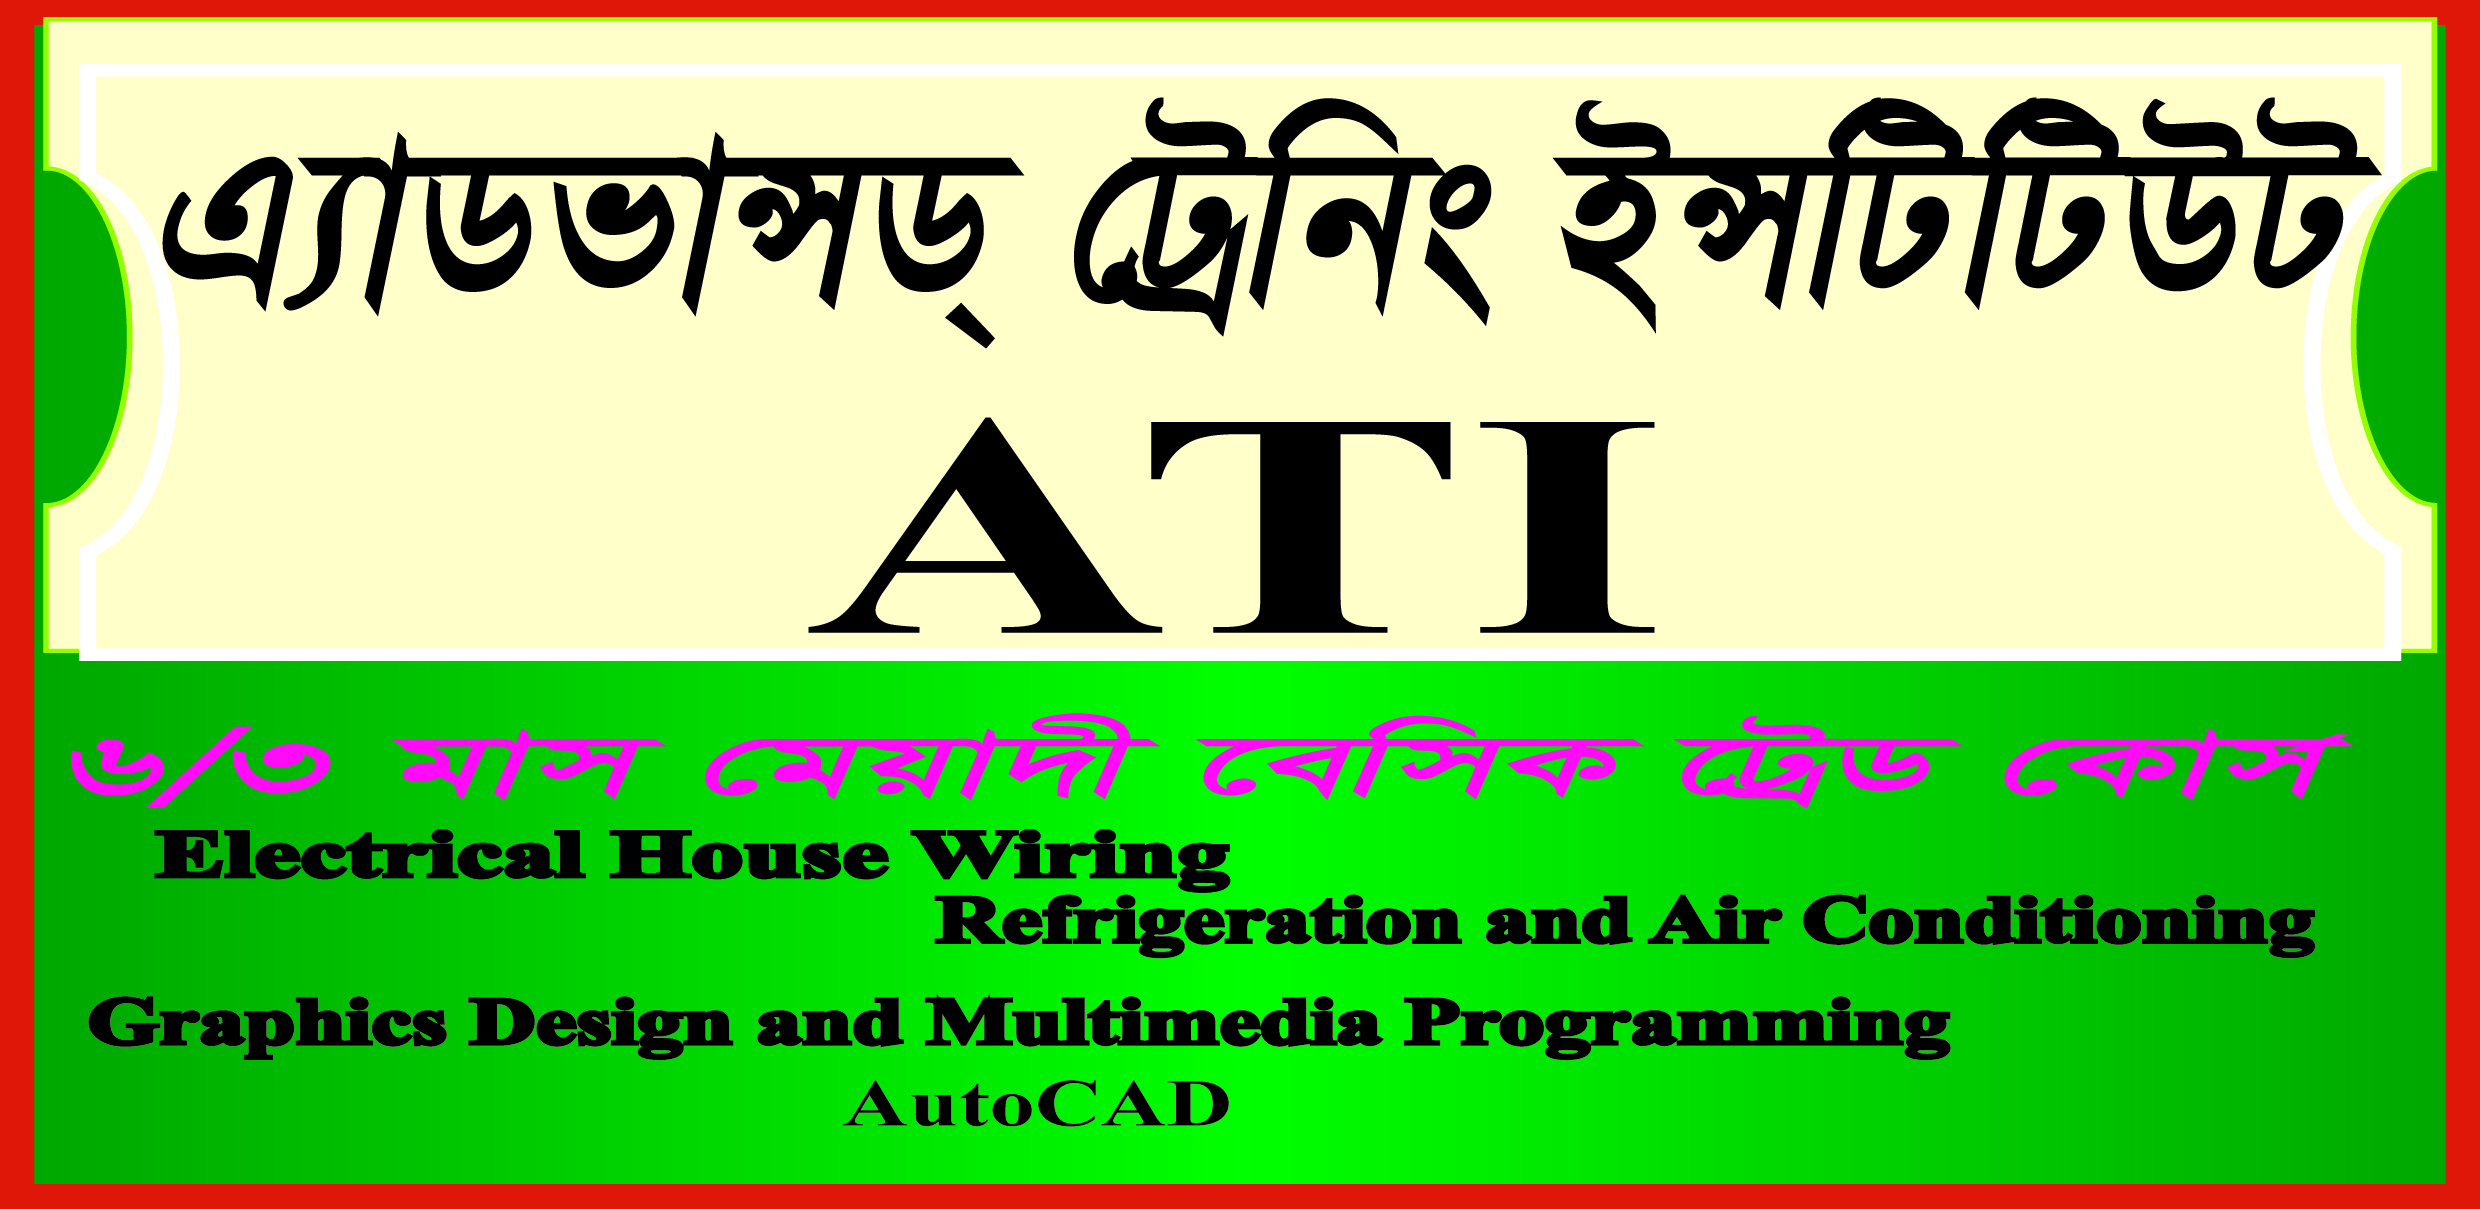 এ্যাডভান্সড্ ট্রেনিং ইন্সটিটিউট
ATI
৬/৩ মাস মেয়াদী বেসিক ট্রেড কোর্স
Electrical House Wiring
Refrigeration and Air Conditioning
Graphics Design and Multimedia Programming
AutoCAD